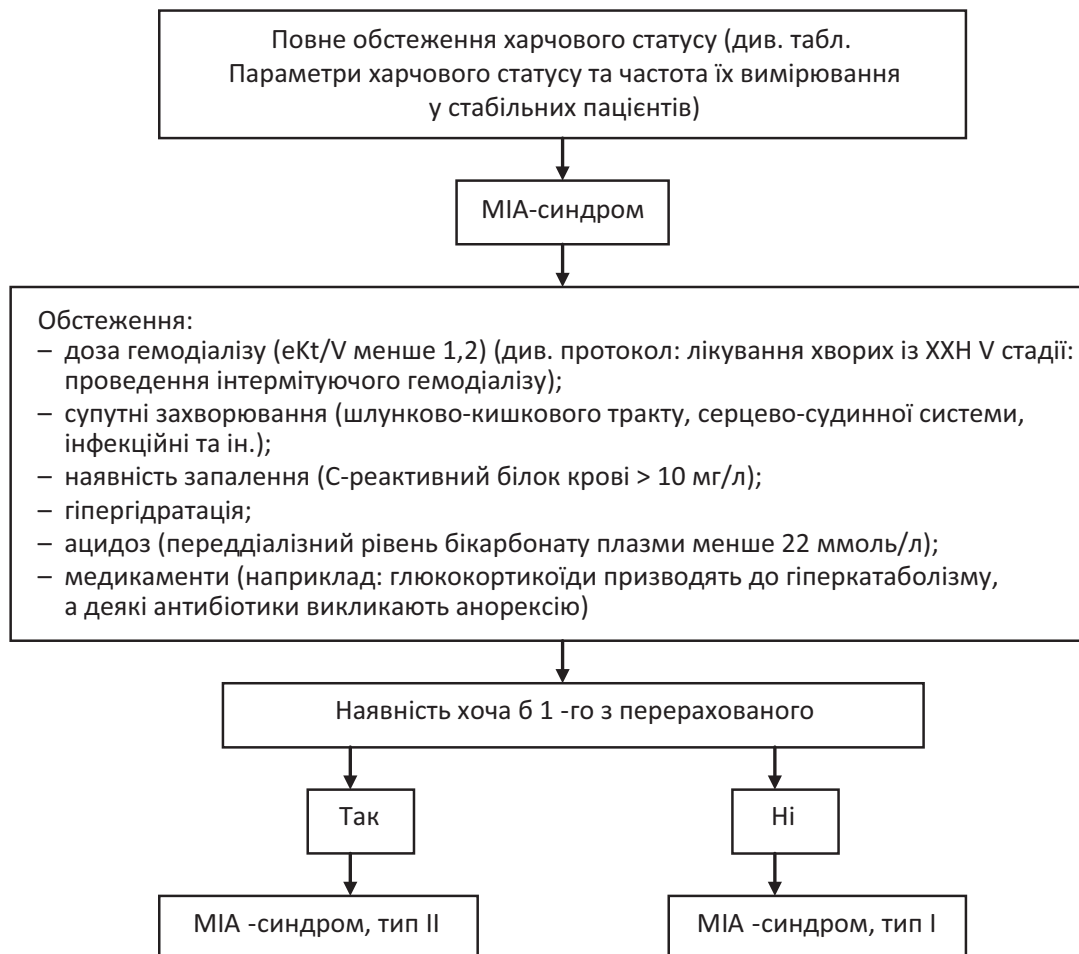 Повне обстеження харчового статусу (див. табл.
Параметри харчового статусу та частота їх вимірювання
у стабільних пацієнтів)
МІА-синдром
Обстеження:
– доза гемодіалізу (eKt/V менше 1,2) (див. протокол: лікування хворих із ХХН V стадії:
проведення інтермітуючого гемодіалізу);
– супутні захворювання (шлунково-кишкового тракту, серцево-судинної системи,
інфекційні та ін.);
– наявність запалення (С-реактивний білок крові > 10 мг/л);
– гіпергідратація;
– ацидоз (переддіалізний рівень бікарбонату плазми менше 22 ммоль/л);
– медикаменти (наприклад: глюкокортикоїди призводять до гіперкатаболізму,
а деякі антибіотики викликають анорексію)
Наявність хоча б 1 -го з перерахованого
Так
Ні
МІА -синдром, тип ІІ
МІА -синдром, тип І